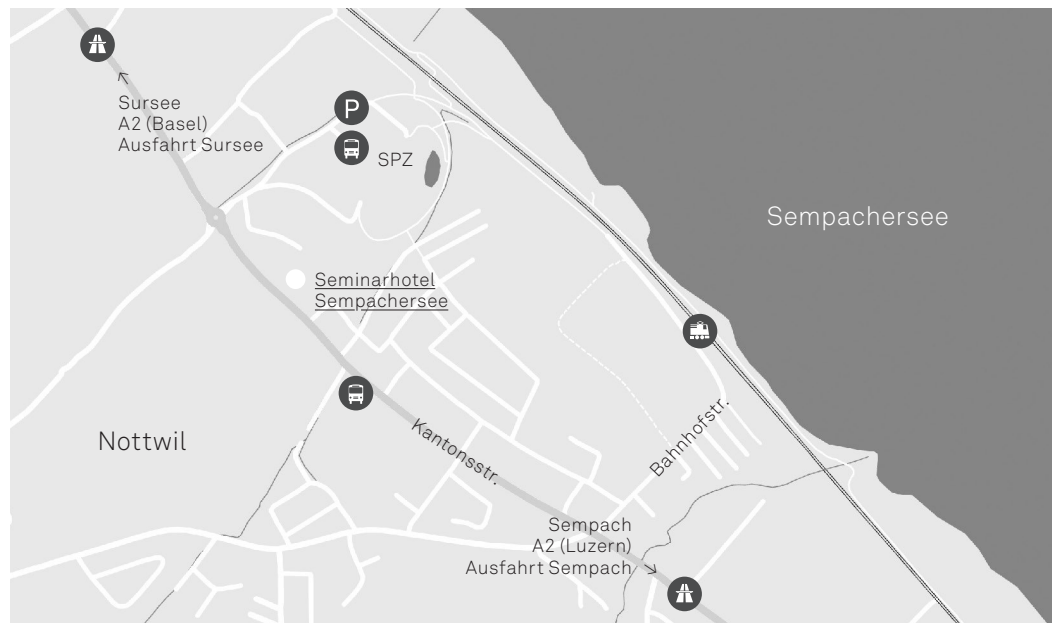 Sursee
A2 (Basel)
Ausfahrt Sursee
P
SPZ
Sempachersee
Seminarhotel
Sempachersee
Nottwil
Kantonsstr.
Bahnhofstr.
Sempach
A2 (Luzern)
Ausfahrt Sempach